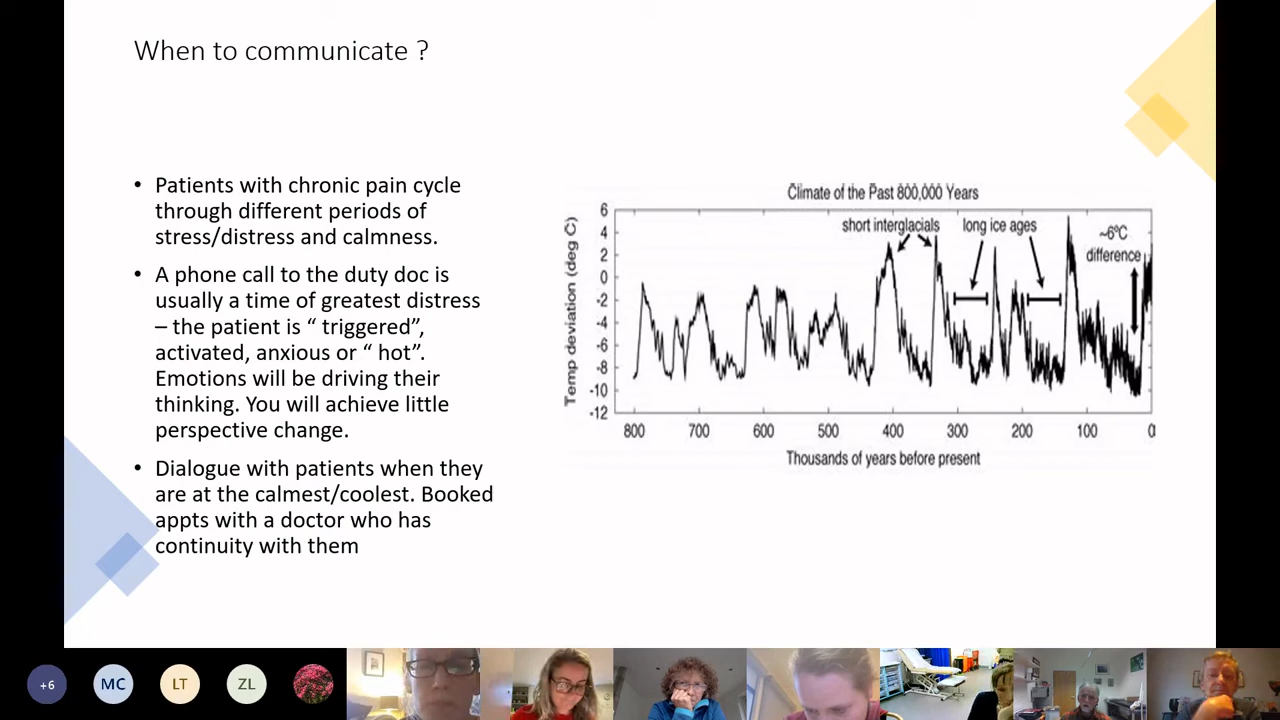 When to communicate ?
• Patients with chronic pain cycle
through different periods of
stress/distress and calmness.
• A phone call to the duty doc is
usually a time of greatest distress
– the patient is “ triggered”,
activated, anxious or “ hot”.
Emotions will be driving their
thinking. You will achieve little
perspective change.
• Dialogue with patients when they
are at the calmest/coolest. Booked
appts with a doctor who has
continuity with them
Climate of the Past 800,000 Years
short interglacials
long ice ages
~6ºC
difference
Temp deviation (deg C)
6
4
2
0
-2
-4
-6
-8
-10
-12
800 700 600 500 400 300 200 100 0
Thousands of years before present
+6 MC LT ZL